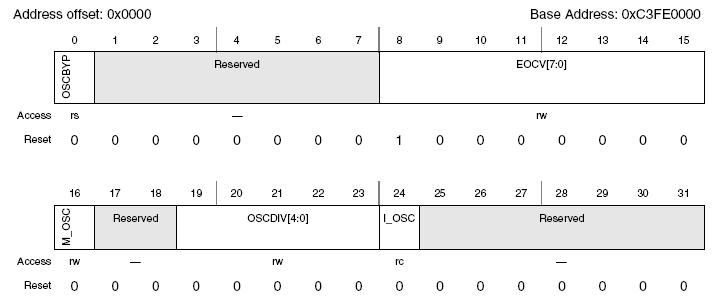 Address offset: 0x0000 Base Address: 0xC3FE0000
0 1 2 3 4 5 6 7 8 9 10 11 12 13 14 15
OSCBYP Reserved EOCV[7:0]
Access rs — rw
Reset 0 0 0 0 0 0 0 0 1 0 0 0 0 0 0 0
16 17 18 19 20 21 22 23 24 25 26 27 28 29 30 31
M_OSC Reserved OSCDIV[4:0] I_OSC Reserved
Access rw — rw rc —
Reset 0 0 0 0 0 0 0 0 0 0 0 0 0 0 0 0